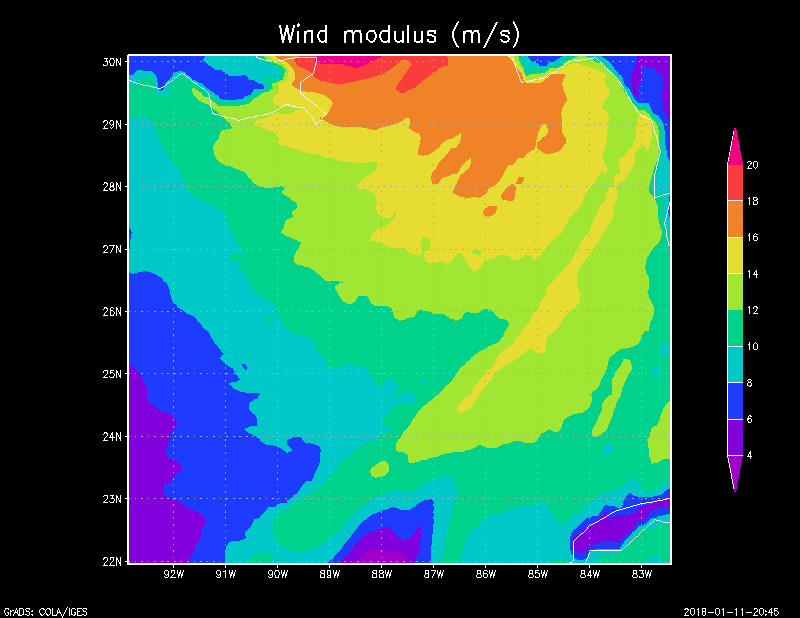 Wind modulus (m/s)
30N
29N
28N
27N
26N
25N
24N
23N
22N
92W 91W 90W 89W 88W 87W 86W 85W 84W 83W
20
18
16
14
12
10
8
6
4
GrADS: COLA/IGES
2018-01-11-20:45